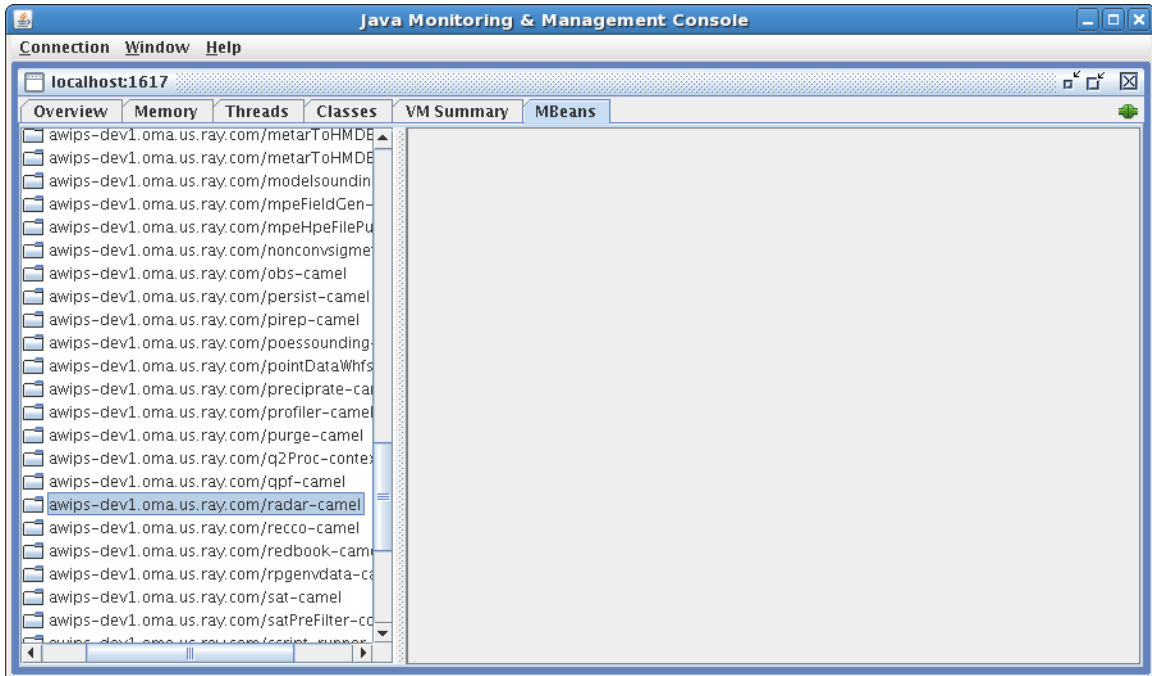 Java Monitoring & Management Console
Connection Window Help
localhost:1617
Overview Memory Threads Classes VM Summary MBeans
awips-dev1.oma.us.ray.com/metarToHMDB
awips-dev1.oma.us.ray.com/metarToHMDB
awips-dev1.oma.us.ray.com/modelsoundin
awips-dev1.oma.us.ray.com/mpeFieldGen-
awips-dev1.oma.us.ray.com/mpeHpeFilePu
awips-dev1.oma.us.ray.com/nonconvsigme
awips-dev1.oma.us.ray.com/obs-camel
awips-dev1.oma.us.ray.com/persist-camel
awips-dev1.oma.us.ray.com/pirep-camel
awips-dev1.oma.us.ray.com/poessounding-
awips-dev1.oma.us.ray.com/pointDataWhfs
awips-dev1.oma.us.ray.com/preciprate-ca
awips-dev1.oma.us.ray.com/profiler-camel
awips-dev1.oma.us.ray.com/purge-camel
awips-dev1.oma.us.ray.com/q2Proc-contex
awips-dev1.oma.us.ray.com/qpf-camel
awips-dev1.oma.us.ray.com/radar-camel
awips-dev1.oma.us.ray.com/recco-camel
awips-dev1.oma.us.ray.com/redbook-cam
awips-dev1.oma.us.ray.com/rpgenvdata-ca
awips-dev1.oma.us.ray.com/sat-camel
awips-dev1.oma.us.ray.com/satPreFilter-co